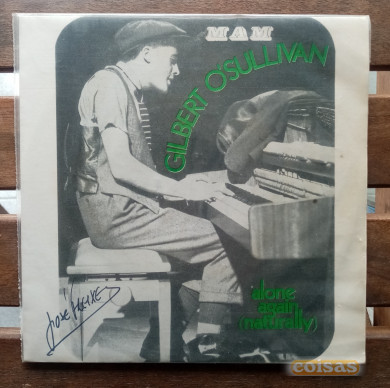 MAM
GILBERT O'SULLIVAN
alone
again
(naturally)
coisas